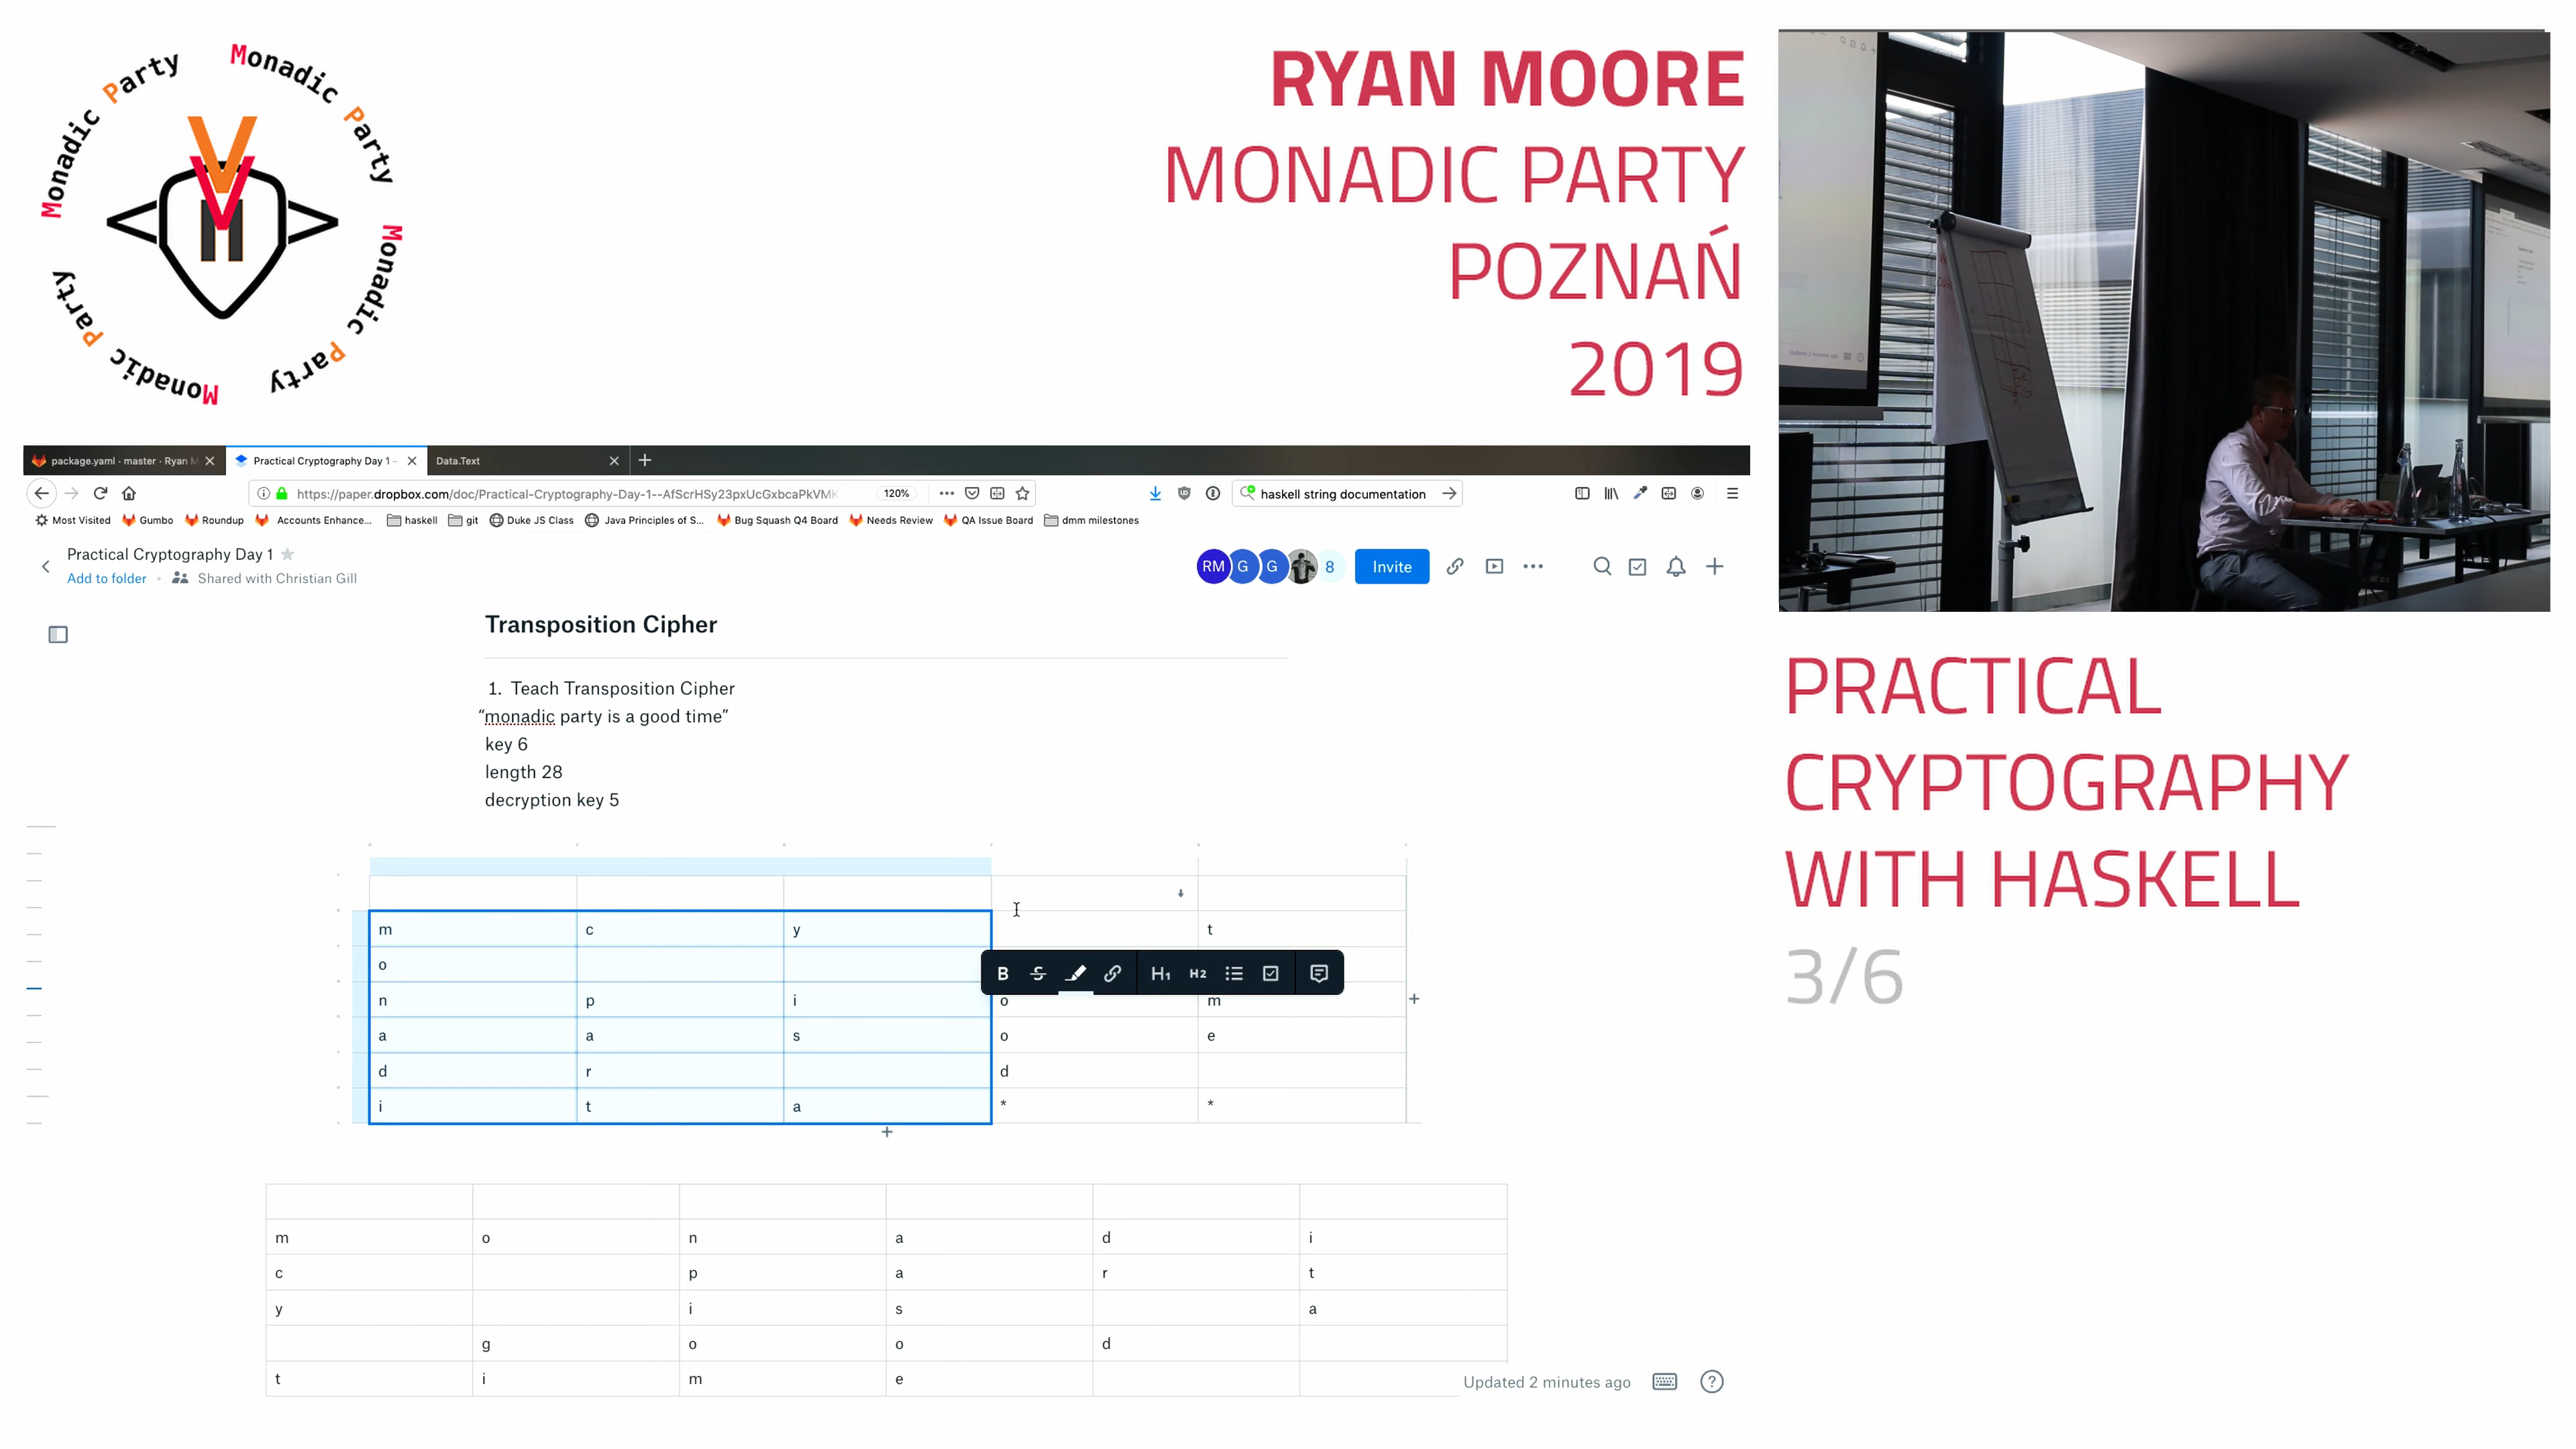 Monadic Party Monadic Party Monadic Party Monadic Party
RYAN MOORE
MONADIC PARTY
POZNAŃ
2019
package.yaml · master · Ryan M
Practical Cryptography Day 1 –
Data.Text
https://paper.dropbox.com/doc/Practical-Cryptography-Day-1--AfScrHSy23pxUcGxbcaPkVMK
120%
haskell string documentation
Most Visited Gumbo Roundup Accounts Enhance... haskell git Duke JS Class Java Principles of S... Bug Squash Q4 Board Needs Review QA Issue Board dmm milestones
Practical Cryptography Day 1
Add to folder • Shared with Christian Gill
RM G G 8 Invite
Transposition Cipher
1. Teach Transposition Cipher
“monadic party is a good time”
key 6
length 28
decryption key 5
m c y t
o
B S H1 H2
n p i o m
a a s o e
d r d
i t a * *
m o n a d i
c p a r t
y i s a
g o o d
t i m e
Updated 2 minutes ago
PRACTICAL
CRYPTOGRAPHY
WITH HASKELL
3/6